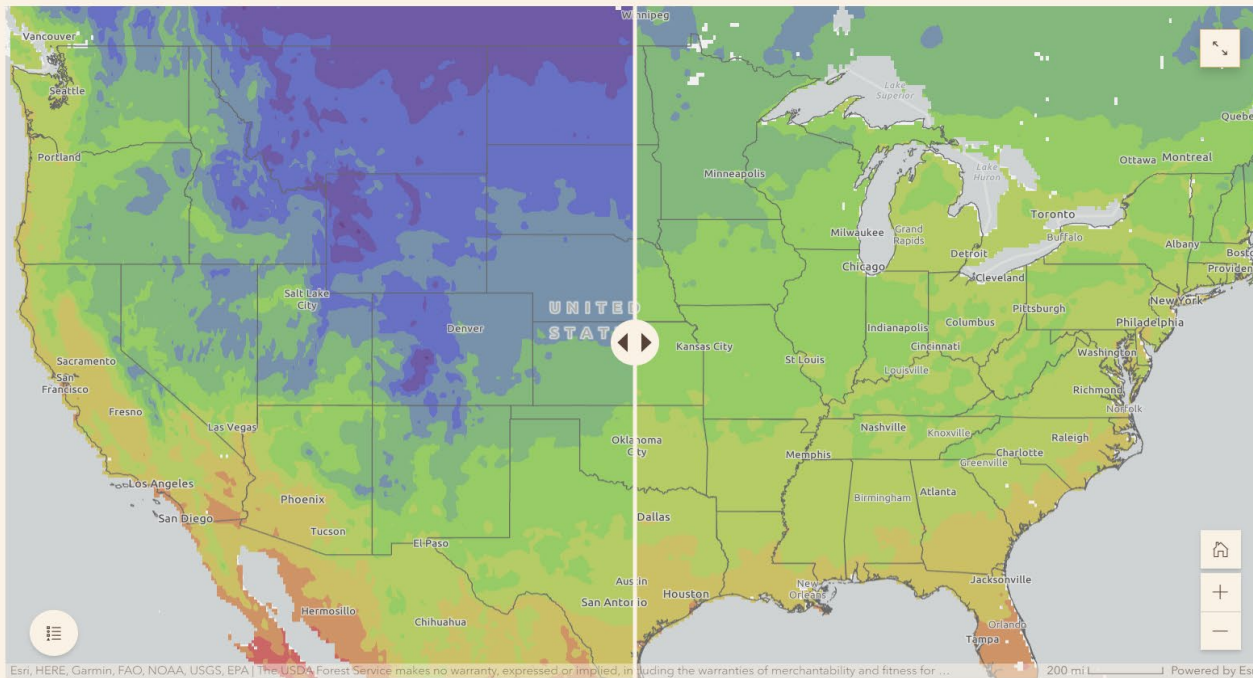 Winnipeg
Vancouver
Seattle
Lake
Superior
Quebe
Portland
Ottawa
Montreal
Minneapolis
Lake
Huron
Toronto
Milwaukee
Grand
Rapids
Buffalo
Albany
Detroit
Bost
Chicago
Cleveland
Providen
Salt Lake
City
UNITED
STAT
New York
Pittsburgh
Denver
Columbus
Philadelphia
Indianapolis
Kansas City
Cincinnati
Washington
Sacramento
St Louis
Louisville
San
Francisco
Richmond
Fresno
Norfolk
Las Vegas
Nashville
Knoxville
Raleigh
Oklahoma
City
Memphis
Charlotte
Greenville
Los Angeles
Phoenix
Birmingham
Atlanta
San Diego
Dallas
Tucson
El Paso
Austin
Jacksonville
San Antonio
Houston
New
Orleans
Hermosillo
Chihuahua
Orlando
Tampa
Esri, HERE, Garmin, FAO, NOAA, USGS, EPA | The USDA Forest Service makes no warranty, expressed or implied, including the warranties of merchantability and fitness for ...
200 mi
Powered by Esri